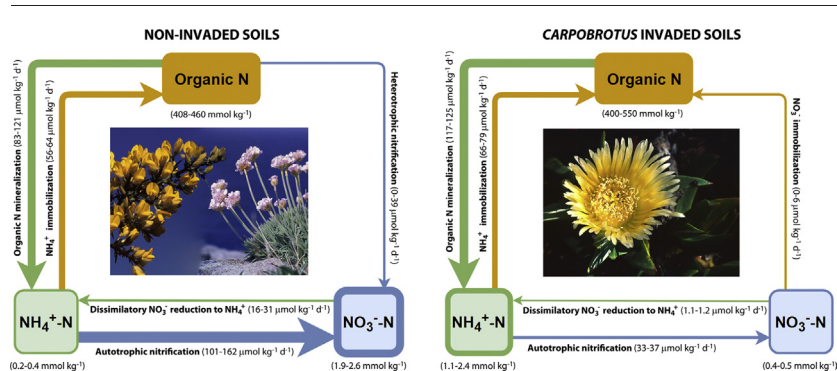 NON-INVADED SOILS
Organic N
(408-460 mmol kg⁻¹)
Organic N mineralization (83-121 µmol kg⁻¹ d⁻¹)
NH₄⁺ immobilization (56-64 µmol kg⁻¹ d⁻¹)
Heterotrophic nitrification (0-39 µmol kg⁻¹ d⁻¹)
Dissimilatory NO₃⁻ reduction to NH₄⁺ (16-31 µmol kg⁻¹ d⁻¹)
NH₄⁺-N
NO₃⁻-N
Autotrophic nitrification (101-162 µmol kg⁻¹ d⁻¹)
(0.2-0.4 mmol kg⁻¹)
(1.9-2.6 mmol kg⁻¹)
CARPOBROTUS INVADED SOILS
Organic N
(400-550 mmol kg⁻¹)
Organic N mineralization (117-125 µmol kg⁻¹ d⁻¹)
NH₄⁺ immobilization (66-79 µmol kg⁻¹ d⁻¹)
NO₃⁻ immobilization (0-6 µmol kg⁻¹ d⁻¹)
Dissimilatory NO₃⁻ reduction to NH₄⁺ (1.1-1.2 µmol kg⁻¹ d⁻¹)
NH₄⁺-N
NO₃⁻-N
Autotrophic nitrification (33-37 µmol kg⁻¹ d⁻¹)
(1.1-2.4 mmol kg⁻¹)
(0.4-0.5 mmol kg⁻¹)